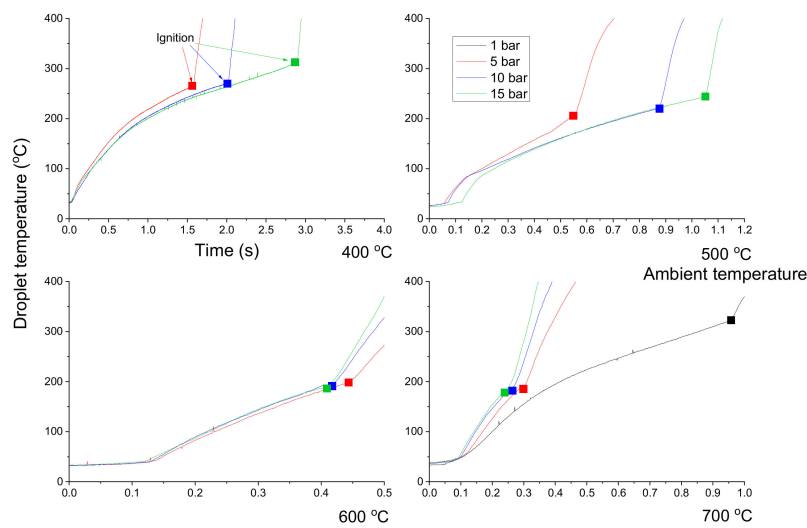 400
300
200
100
0
Ignition
0.0 0.5 1.0 1.5 2.0 2.5 3.0 3.5 4.0
Time (s)
400 °C
400
300
200
100
0
1 bar
5 bar
10 bar
15 bar
0.0 0.1 0.2 0.3 0.4 0.5 0.6 0.7 0.8 0.9 1.0 1.1 1.2
500 °C
Droplet temperature (°C)
Ambient temperature
400
300
200
100
0
0.0 0.1 0.2 0.3 0.4 0.5
600 °C
400
300
200
100
0
0.0 0.1 0.2 0.3 0.4 0.5 0.6 0.7 0.8 0.9 1.0
700 °C